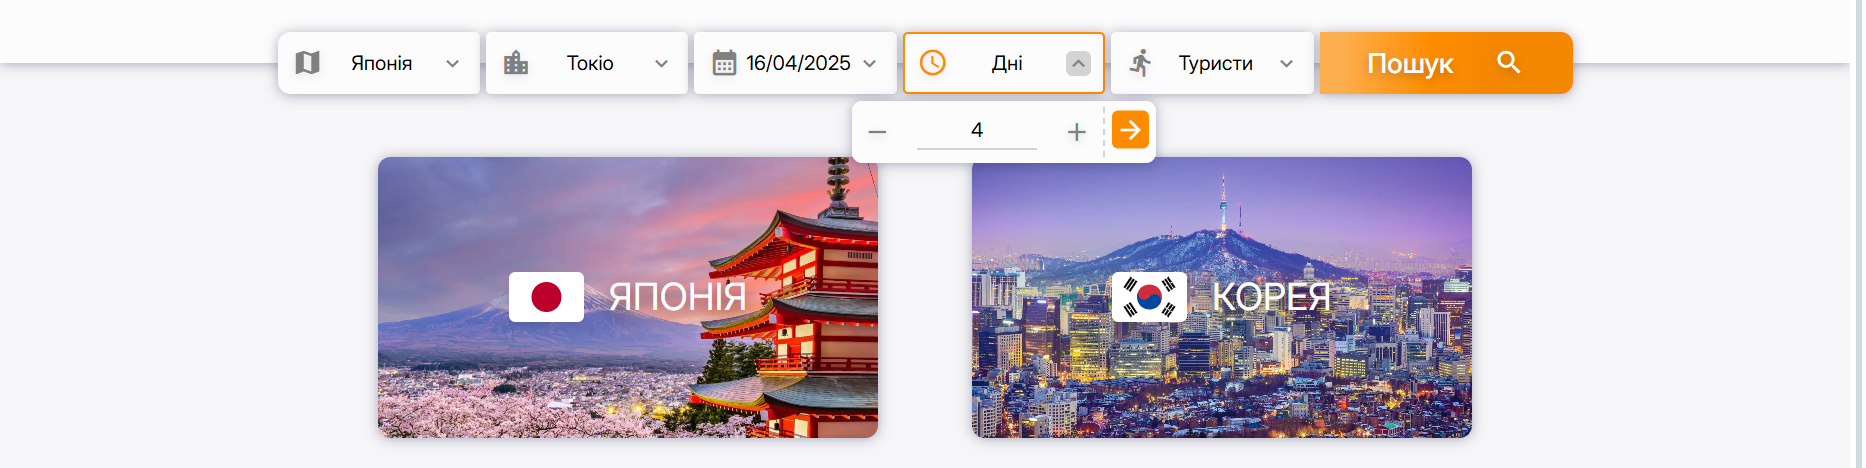 Японія
Токіо
16/04/2025
Дні
Туристи
Пошук
4
ЯПОНІЯ
КОРЕЯ